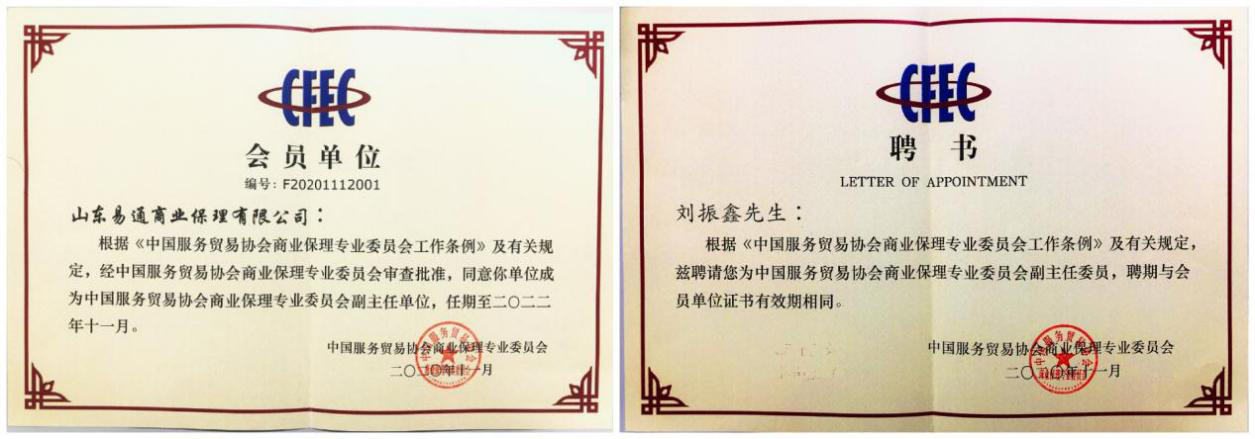 CFEC
会员单位
编号: F20201112001
山东易通商业保理有限公司：
根据《中国服务贸易协会商业保理专业委员会工作条例》及有关规
定，经中国服务贸易协会商业保理专业委员会审查批准，同意你单位成
为中国服务贸易协会商业保理专业委员会副主任单位，任期至二〇二二
年十一月。
中国服务贸易协会商业保理专业委员会
二〇二〇年十一月
CFEC
聘书
LETTER OF APPOINTMENT
刘振鑫先生：
根据《中国服务贸易协会商业保理专业委员会工作条例》及有关规定，
兹聘请您为中国服务贸易协会商业保理专业委员会副主任委员，聘期与会
员单位证书有效期相同。
中国服务贸易协会商业保理专业委员会
二〇二〇年十一月